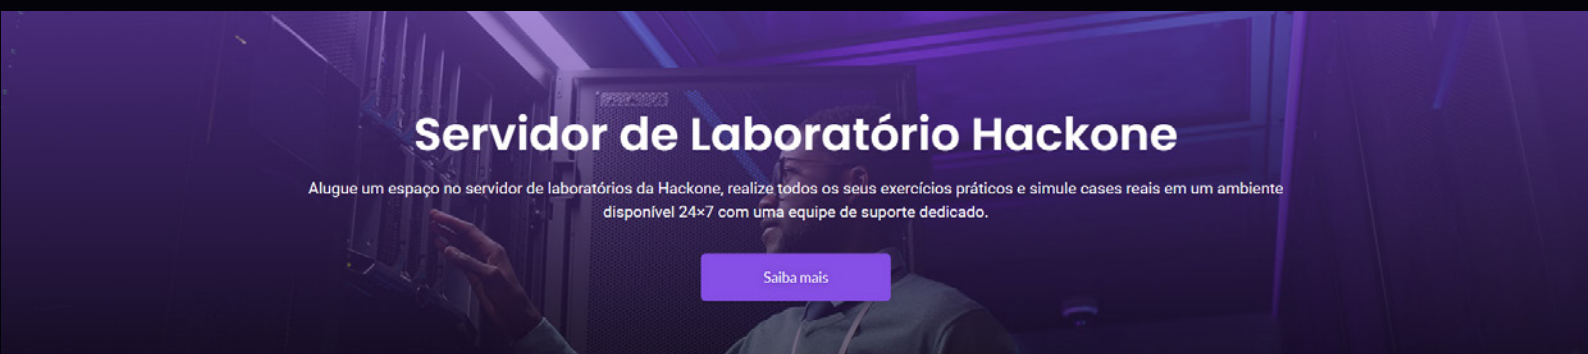 Servidor de Laboratório Hackone
Alugue um espaço no servidor de laboratórios da Hackone, realize todos os seus exercícios práticos e simule cases reais em um ambiente
disponível 24×7 com uma equipe de suporte dedicado.
Saiba mais